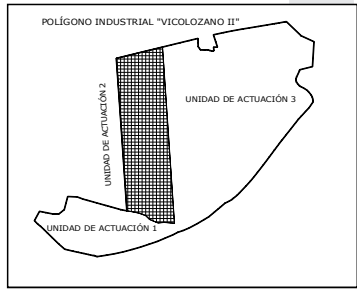 POLÍGONO INDUSTRIAL "VICOLOZANO II"
UNIDAD DE ACTUACIÓN 3
UNIDAD DE ACTUACIÓN 2
UNIDAD DE ACTUACIÓN 1